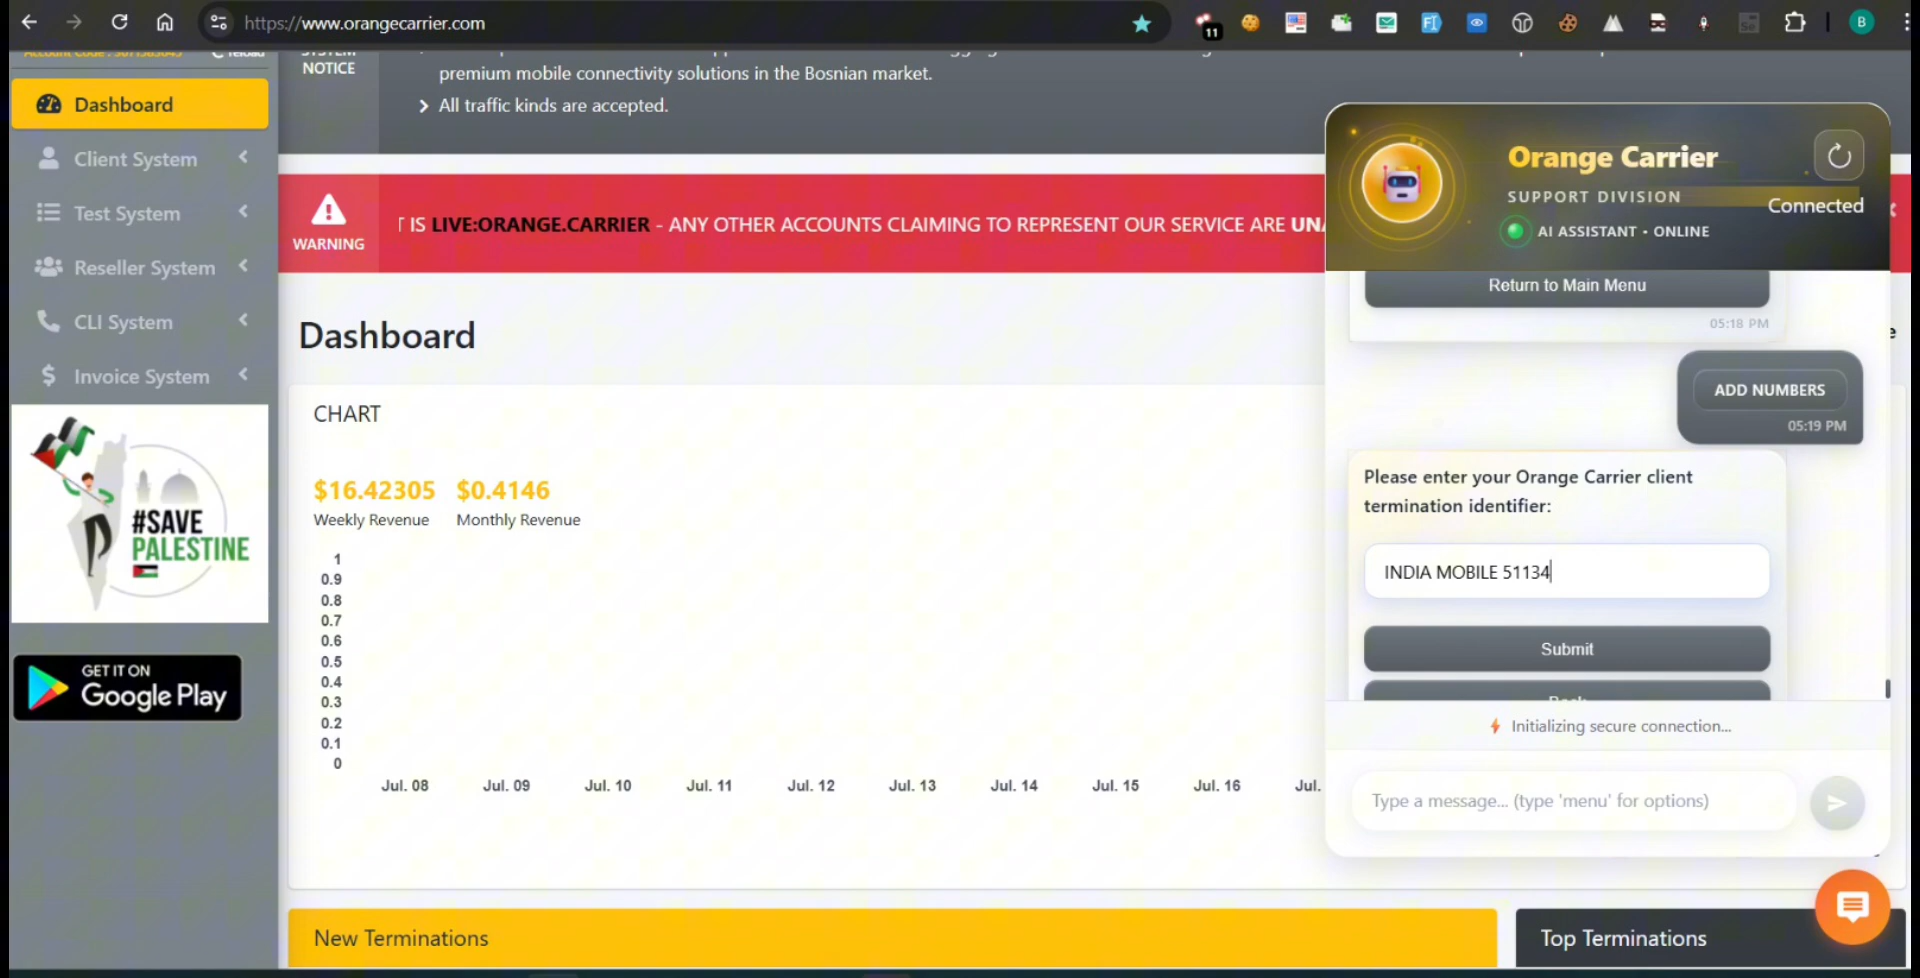 https://www.orangecarrier.com
11
B
reload
SYSTEM
NOTICE
premium mobile connectivity solutions in the Bosnian market.
All traffic kinds are accepted.
Dashboard
Client System
Test System
Reseller System
CLI System
Invoice System
#SAVE
PALESTINE
GET IT ON
Google Play
WARNING
T IS LIVE:ORANGE.CARRIER - ANY OTHER ACCOUNTS CLAIMING TO REPRESENT OUR SERVICE ARE UNA
Dashboard
CHART
$16.42305 $0.4146
Weekly Revenue Monthly Revenue
1
0.9
0.8
0.7
0.6
0.5
0.4
0.3
0.2
0.1
0
Jul. 08 Jul. 09 Jul. 10 Jul. 11 Jul. 12 Jul. 13 Jul. 14 Jul. 15 Jul. 16 Jul.
New Terminations
Top Terminations
Orange Carrier
SUPPORT DIVISION
Connected
AI ASSISTANT • ONLINE
Return to Main Menu
05:18 PM
ADD NUMBERS
05:19 PM
Please enter your Orange Carrier client
termination identifier:
INDIA MOBILE 51134
Submit
Back
Initializing secure connection...
Type a message... (type 'menu' for options)